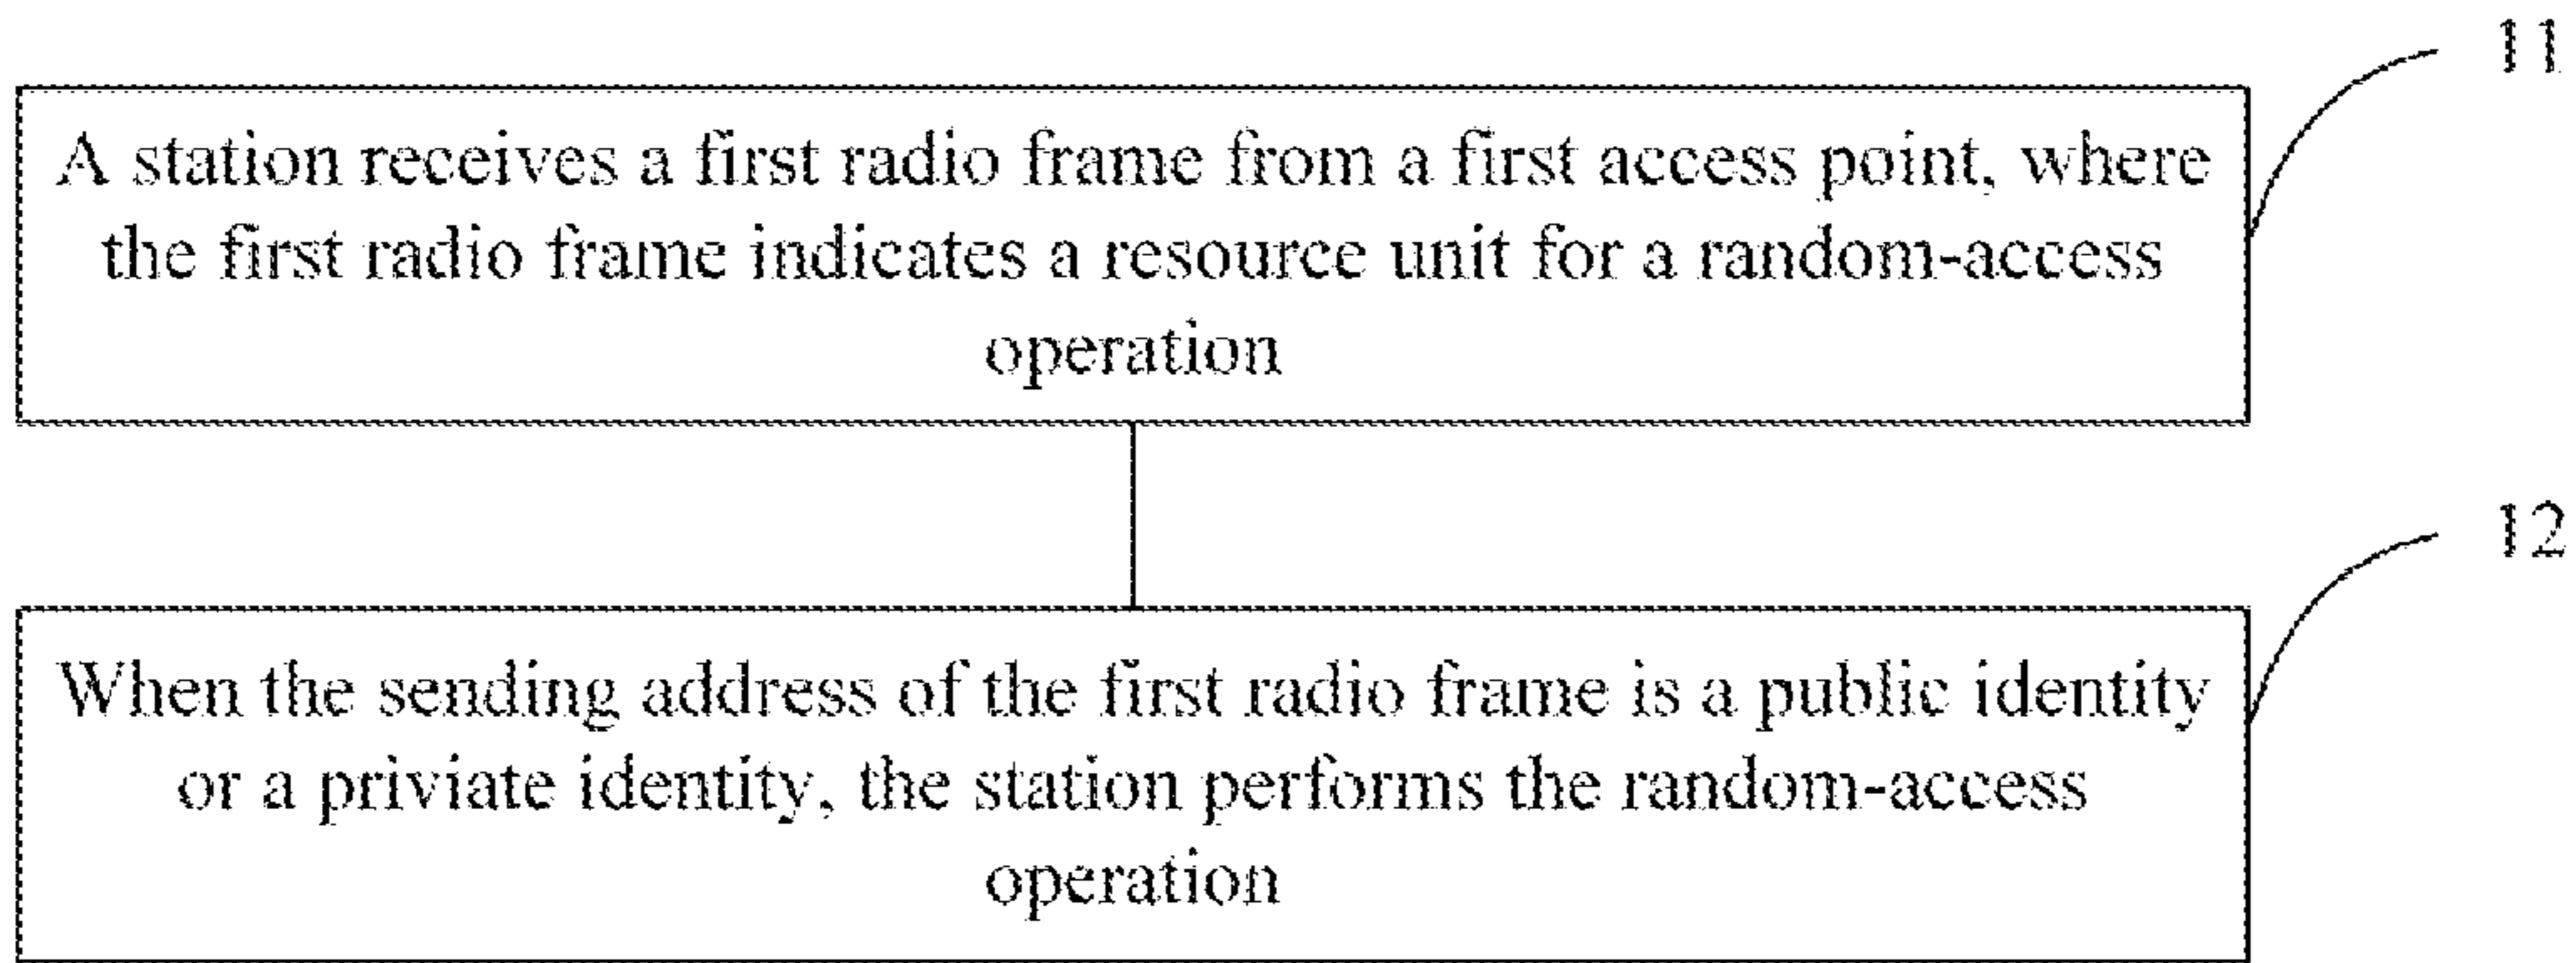 11
A station receives a first radio frame from a first access point, where
the first radio frame indicates a resource unit for a random-access
operation
12
When the sending address of the first radio frame is a public identity
or a priviate identity, the station performs the random-access
operation